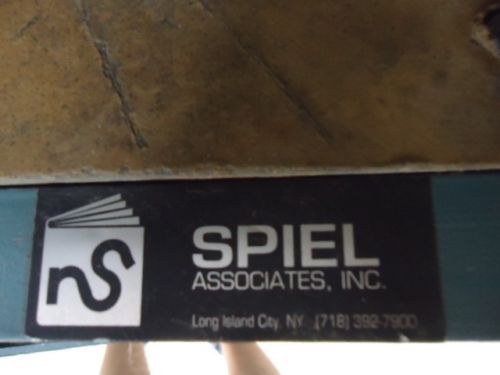 SPIEL
ASSOCIATES, INC.
Long Island City, NY (718) 392-7900